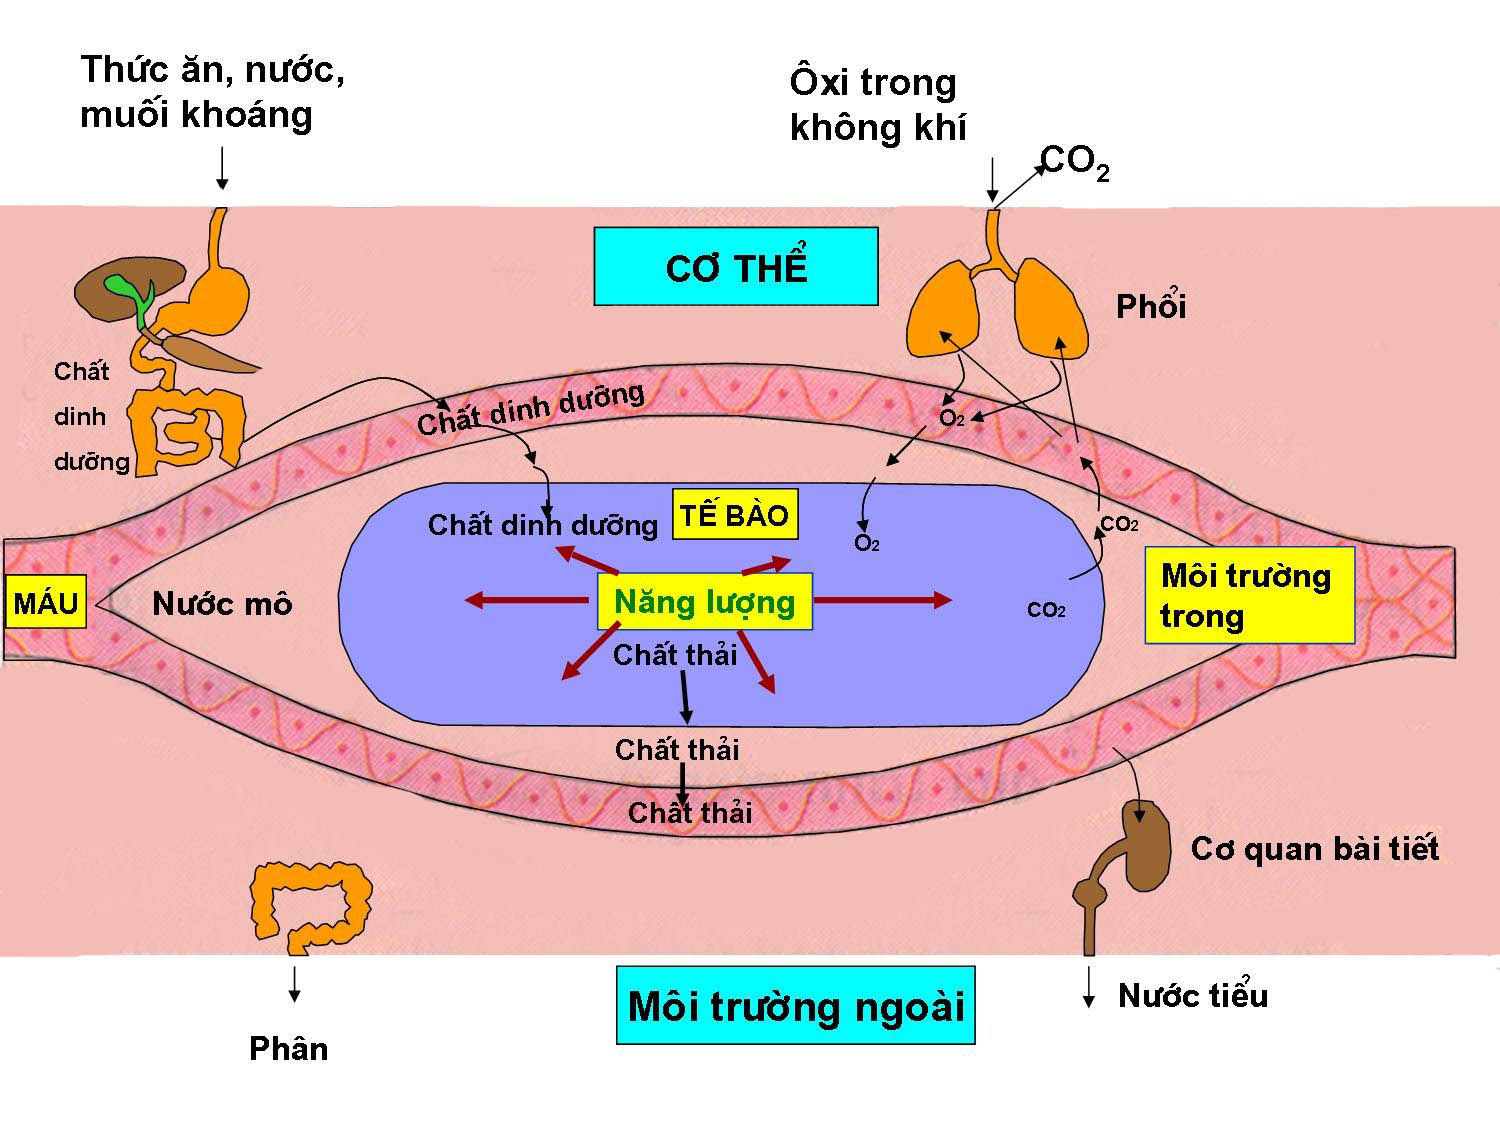 Thức ăn, nước,
muối khoáng
Ôxi trong
không khí
CO2
CƠ THỂ
Phổi
Chất
dinh
dưỡng
Chất dinh dưỡng
O2
Chất dinh dưỡng
TẾ BÀO
O2
CO2
MÁU
Nước mô
Năng lượng
CO2
Môi trường
trong
Chất thải
Chất thải
Chất thải
Cơ quan bài tiết
Môi trường ngoài
Nước tiểu
Phân